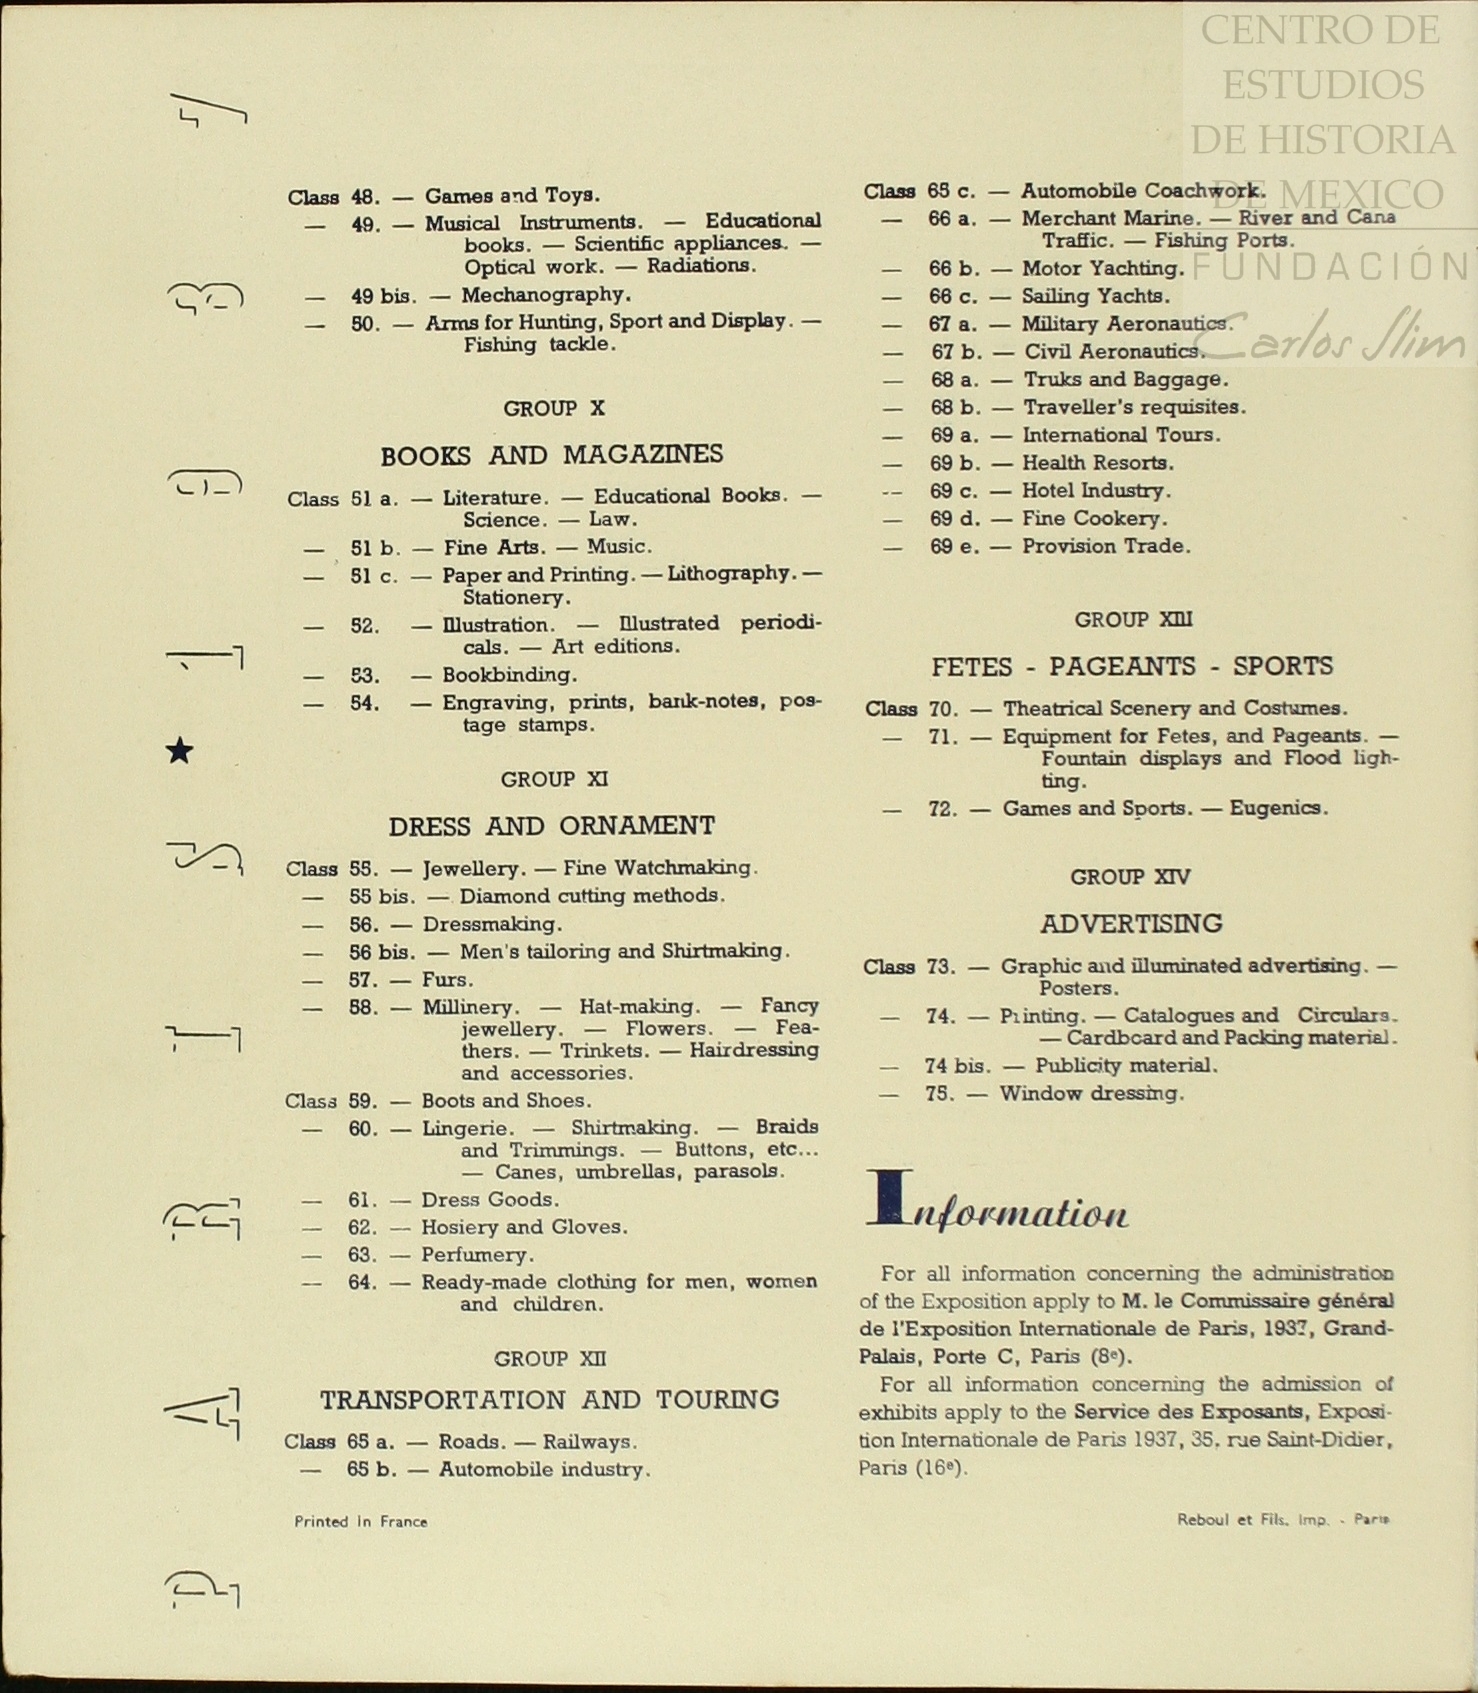 CENTRO DE
ESTUDIOS
DE HISTORIA
DE MEXICO
FUNDACIÓN
Carlos Slim
Class 48. — Games and Toys.
— 49. — Musical Instruments. — Educational
books. — Scientific appliances. —
Optical work. — Radiations.
— 49 bis. — Mechanography.
— 50. — Arms for Hunting, Sport and Display. —
Fishing tackle.
GROUP X
BOOKS AND MAGAZINES
Class 51 a. — Literature. — Educational Books. —
Science. — Law.
— 51 b. — Fine Arts. — Music.
— 51 c. — Paper and Printing. — Lithography. —
Stationery.
— 52. — Illustration. — Illustrated periodi-
cals. — Art editions.
— 53. — Bookbinding.
— 54. — Engraving, prints, bank-notes, pos-
tage stamps.
GROUP XI
DRESS AND ORNAMENT
Class 55. — Jewellery. — Fine Watchmaking.
— 55 bis. — Diamond cutting methods.
— 56. — Dressmaking.
— 56 bis. — Men's tailoring and Shirtmaking.
— 57. — Furs.
— 58. — Millinery. — Hat-making. — Fancy
jewellery. — Flowers. — Fea-
thers. — Trinkets. — Hairdressing
and accessories.
Class 59. — Boots and Shoes.
— 60. — Lingerie. — Shirtmaking. — Braids
and Trimmings. — Buttons, etc...
— Canes, umbrellas, parasols.
— 61. — Dress Goods.
— 62. — Hosiery and Gloves.
— 63. — Perfumery.
— 64. — Ready-made clothing for men, women
and children.
GROUP XII
TRANSPORTATION AND TOURING
Class 65 a. — Roads. — Railways.
— 65 b. — Automobile industry.
Printed in France
Class 65 c. — Automobile Coachwork.
— 66 a. — Merchant Marine. — River and Cana
Traffic. — Fishing Ports.
— 66 b. — Motor Yachting.
— 66 c. — Sailing Yachts.
— 67 a. — Military Aeronautics.
— 67 b. — Civil Aeronautics.
— 68 a. — Truks and Baggage.
— 68 b. — Traveller's requisites.
— 69 a. — International Tours.
— 69 b. — Health Resorts.
— 69 c. — Hotel Industry.
— 69 d. — Fine Cookery.
— 69 e. — Provision Trade.
GROUP XIII
FETES - PAGEANTS - SPORTS
Class 70. — Theatrical Scenery and Costumes.
— 71. — Equipment for Fetes, and Pageants. —
Fountain displays and Flood ligh-
ting.
— 72. — Games and Sports. — Eugenics.
GROUP XIV
ADVERTISING
Class 73. — Graphic and illuminated advertising. —
Posters.
— 74. — Printing. — Catalogues and Circulars.
— Cardboard and Packing material.
— 74 bis. — Publicity material.
— 75. — Window dressing.
Information
For all information concerning the administration
of the Exposition apply to M. le Commissaire général
de l'Exposition Internationale de Paris, 1937, Grand-
Palais, Porte C, Paris (8e).
For all information concerning the admission of
exhibits apply to the Service des Exposants, Exposi-
tion Internationale de Paris 1937, 35, rue Saint-Didier,
Paris (16e).
Reboul et Fils, Imp. - Paris